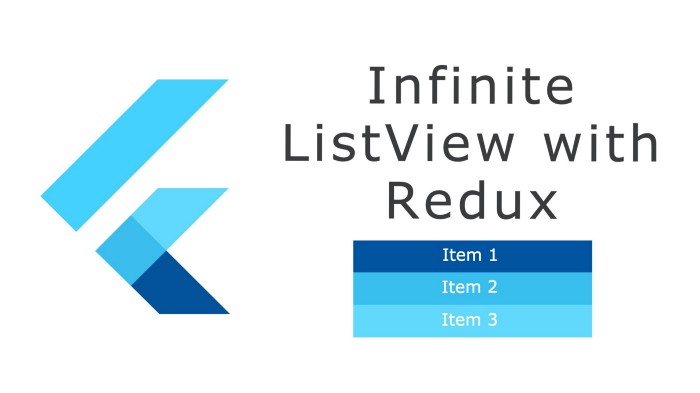 Infinite
ListView with
Redux
Item 1
Item 2
Item 3